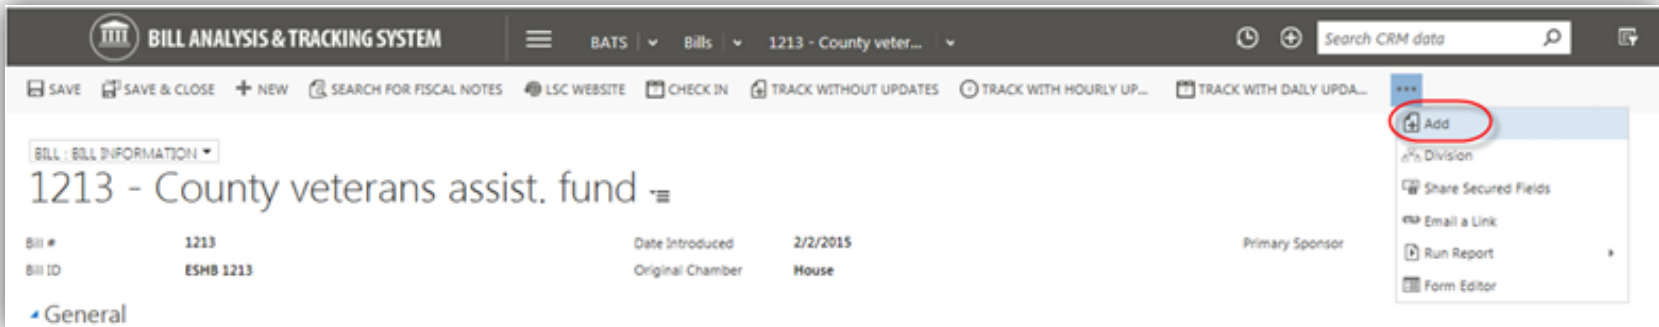 BILL ANALYSIS & TRACKING SYSTEM BATS Bills 1213 - County veter... Search CRM data
SAVE SAVE & CLOSE NEW SEARCH FOR FISCAL NOTES LSC WEBSITE CHECK IN TRACK WITHOUT UPDATES TRACK WITH HOURLY UP... TRACK WITH DAILY UPDA... ...
Add
Division
Share Secured Fields
Email a Link
Run Report
Form Editor
BILL : BILL INFORMATION
1213 - County veterans assist. fund
Bill # 1213 Date Introduced 2/2/2015 Primary Sponsor
Bill ID ESHB 1213 Original Chamber House
General